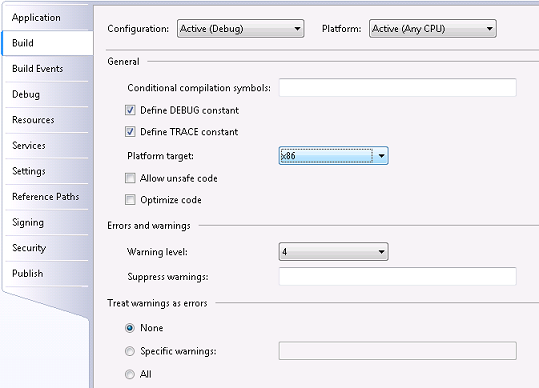 Application
Build
Build Events
Debug
Resources
Services
Settings
Reference Paths
Signing
Security
Publish
Configuration: Active (Debug) Platform: Active (Any CPU)
General
Conditional compilation symbols:
Define DEBUG constant
Define TRACE constant
Platform target: x86
Allow unsafe code
Optimize code
Errors and warnings
Warning level: 4
Suppress warnings:
Treat warnings as errors
None
Specific warnings:
All